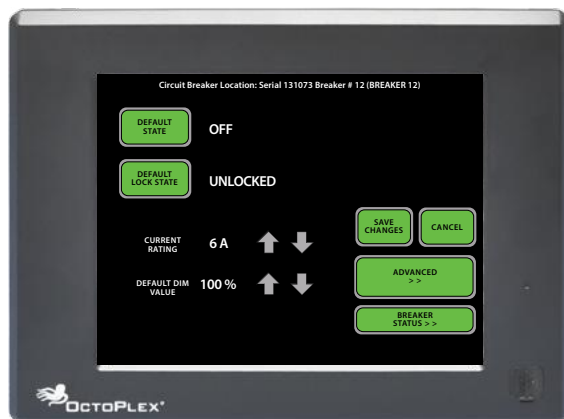 Circuit Breaker Location: Serial 131073 Breaker # 12 (BREAKER 12)
DEFAULT
STATE
OFF
DEFAULT
LOCK STATE
UNLOCKED
SAVE
CHANGES
CANCEL
CURRENT
RATING
6 A
ADVANCED
> >
DEFAULT DIM
VALUE
100 %
BREAKER
STATUS > >
OCTOPLEX